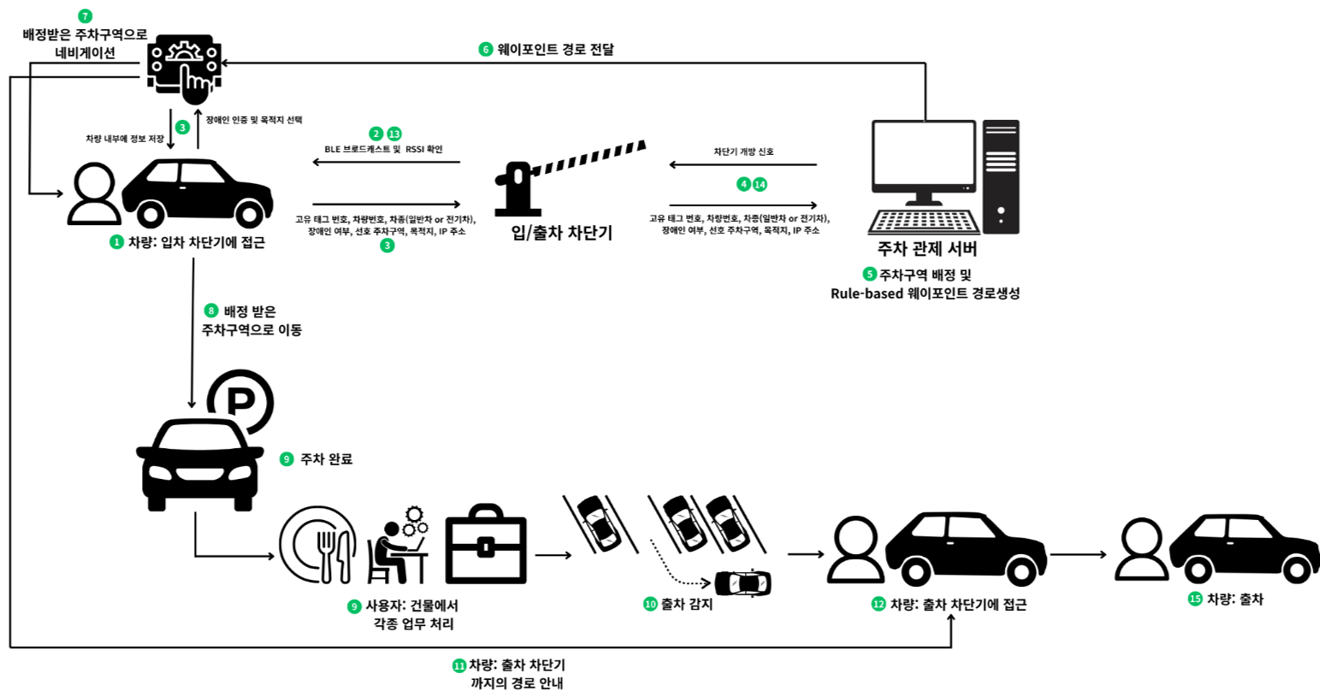 7
배정받은 주차구역으로
네비게이션
6 웨이포인트 경로 전달
장애인 인증 및 목적지 선택
3
차량 내부에 정보 저장
2 13
BLE 브로드캐스트 및 RSSI 확인
차단기 개방 신호
4 14
고유 태그 번호, 차량번호, 차종(일반차 or 전기차),
장애인 여부, 선호 주차구역, 목적지, IP 주소
3
고유 태그 번호, 차량번호, 차종(일반차 or 전기차),
장애인 여부, 선호 주차구역, 목적지, IP 주소
1 차량: 입차 차단기에 접근
입/출차 차단기
주차 관제 서버
5 주차구역 배정 및
Rule-based 웨이포인트 경로생성
8 배정 받은
주차구역으로 이동
P
9 주차 완료
9 사용자: 건물에서
각종 업무 처리
10 출차 감지
12 차량: 출차 차단기에 접근
15 차량: 출차
11 차량: 출차 차단기
까지의 경로 안내